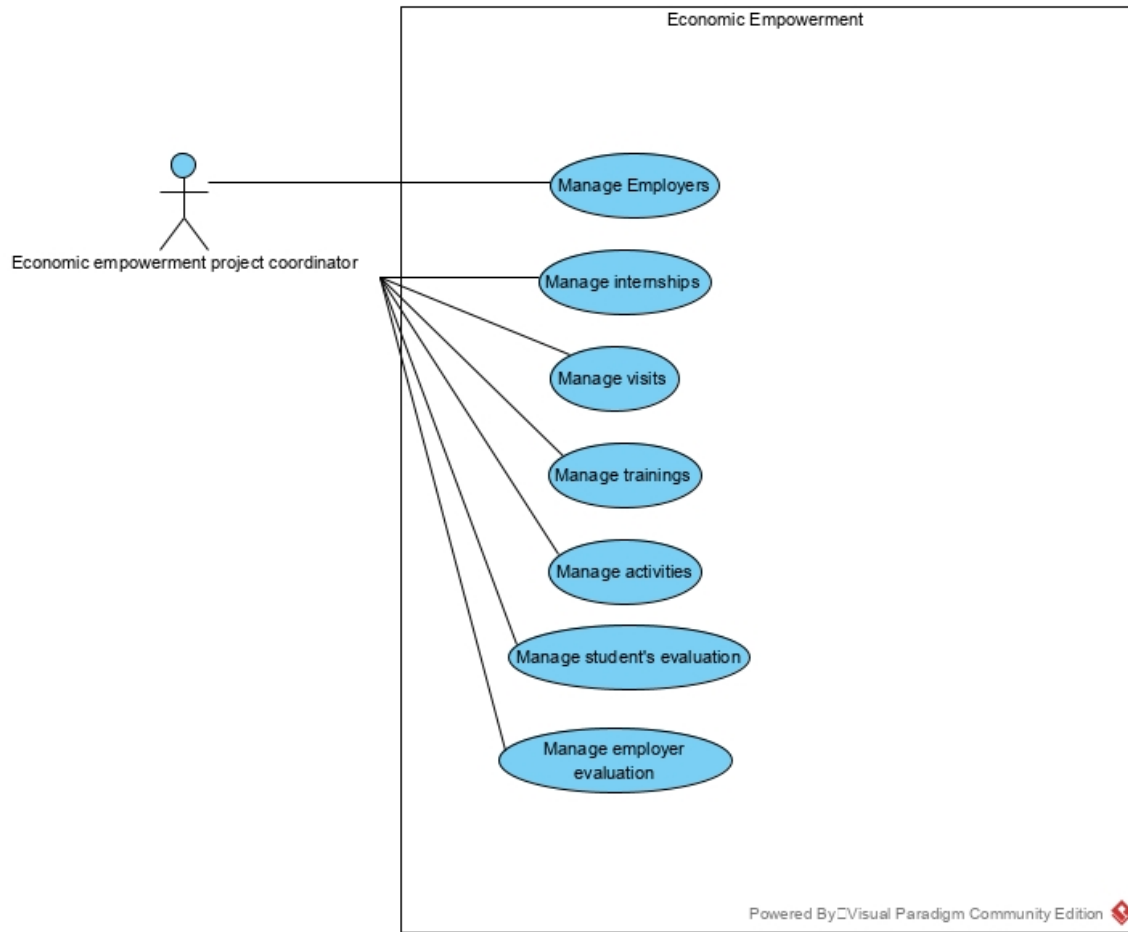 Economic Empowerment
Manage Employers
Economic empowerment project coordinator
Manage internships
Manage visits
Manage trainings
Manage activities
Manage student's evaluation
Manage employer
evaluation
Powered By Visual Paradigm Community Edition